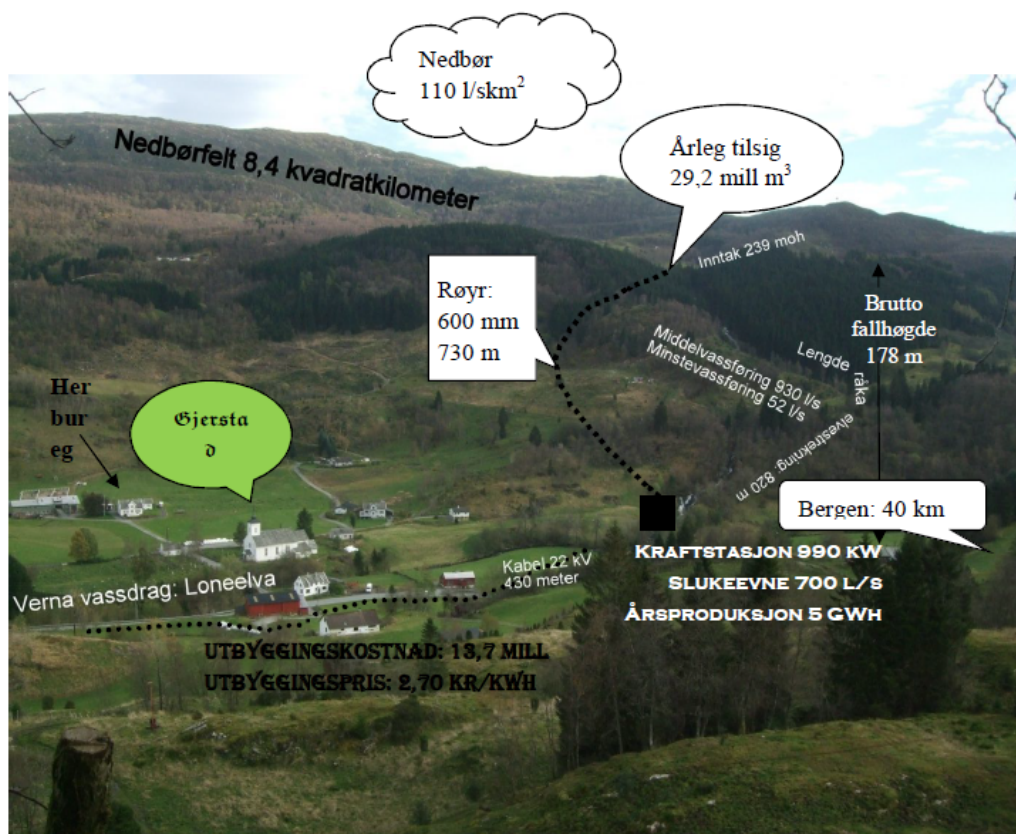 Nedbør
110 l/skm²
Nedbørfelt 8,4 kvadratkilometer
Årleg tilsig
29,2 mill m³
Inntak 239 moh
Røyr:
600 mm
730 m
Brutto
fallhøgde
178 m
Middelvassføring 930 l/s
Minstevassføring 52 l/s
Lengde råka elvestrekning: 820 m
Her
bur
eg
Gjersta
d
Bergen: 40 km
KRAFTSTASJON 990 KW
SLUKEEVNE 700 L/S
ÅRSPRODUKSJON 5 GWH
Kabel 22 kV
430 meter
Verna vassdrag: Loneelva
UTBYGGINGSKOSTNAD: 13,7 MILL
UTBYGGINGSPRIS: 2,70 KR/KWH